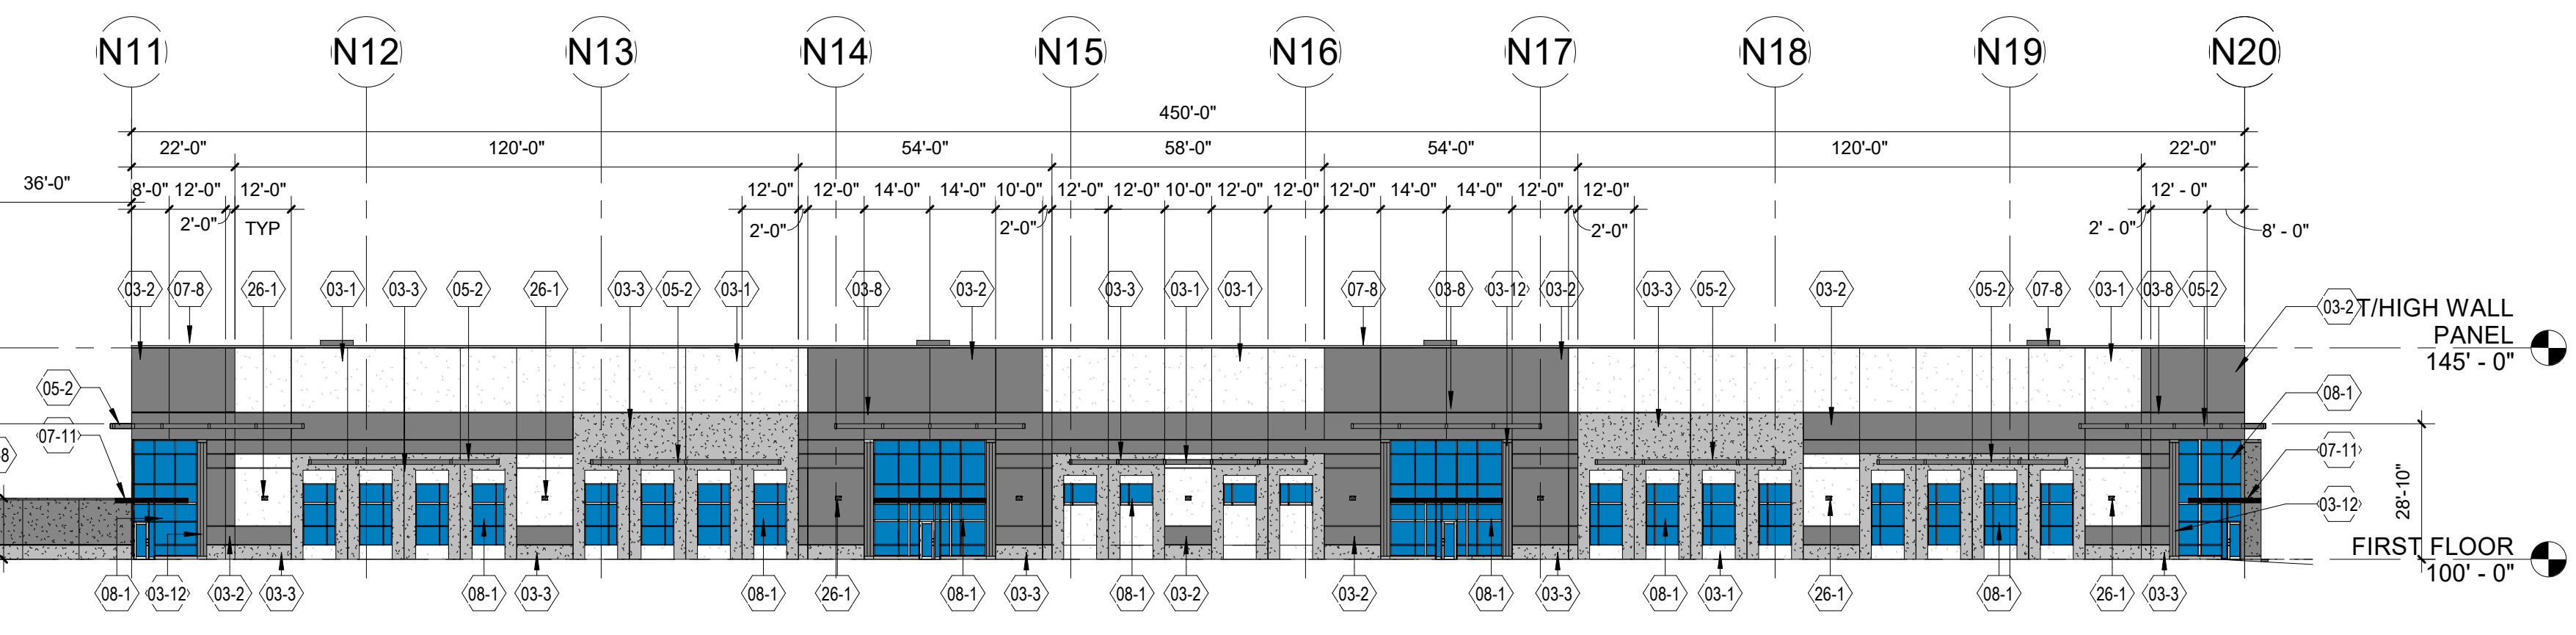 N11 N12 N13 N14 N15 N16 N17 N18 N19 N20
450'-0"
22'-0" 120'-0" 54'-0" 58'-0" 54'-0" 120'-0" 22'-0"
36'-0" 8'-0" 12'-0" 12'-0" 12'-0" 12'-0" 14'-0" 14'-0" 10'-0" 12'-0" 12'-0" 10'-0" 12'-0" 12'-0" 12'-0" 14'-0" 14'-0" 12'-0" 12'-0" 12' - 0"
2'-0" TYP 2'-0" 2'-0" 2'-0" 2' - 0" 8' - 0"
03-2 07-8 26-1 03-1 03-3 05-2 26-1 03-3 05-2 03-1 03-8 03-2 03-3 03-1 03-1 07-8 03-8 03-12 03-2 03-3 05-2 03-2 05-2 07-8 03-1 03-8 05-2
03-2 T/HIGH WALL
PANEL
145' - 0"
05-2 08-1
07-11 07-11
8
03-12
28'-10"
FIRST FLOOR
100' - 0"
08-1 03-12 03-2 03-3 08-1 03-3 08-1 26-1 08-1 03-3 08-1 03-2 03-2 08-1 03-3 08-1 03-1 26-1 08-1 26-1 03-3